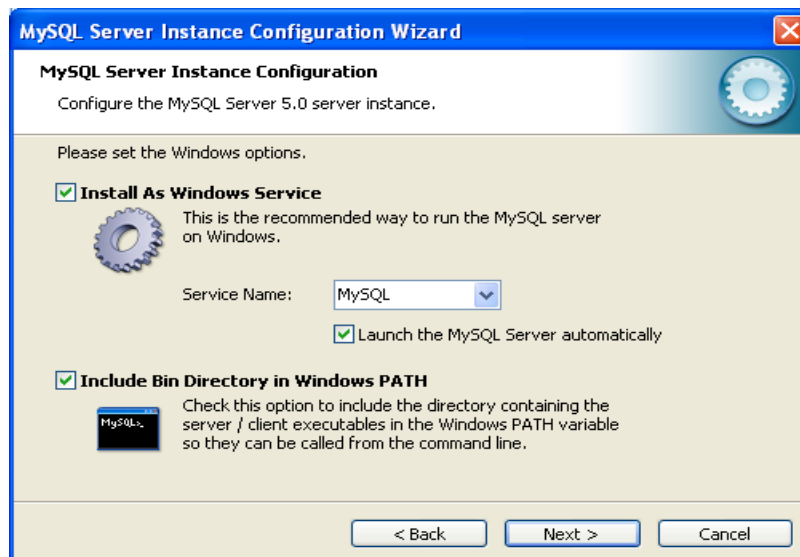 MySQL Server Instance Configuration Wizard
MySQL Server Instance Configuration
Configure the MySQL Server 5.0 server instance.
Please set the Windows options.
Install As Windows Service
This is the recommended way to run the MySQL server
on Windows.
Service Name:
MySQL
Launch the MySQL Server automatically
Include Bin Directory in Windows PATH
MySQL>_
Check this option to include the directory containing the
server / client executables in the Windows PATH variable
so they can be called from the command line.
< Back
Next >
Cancel